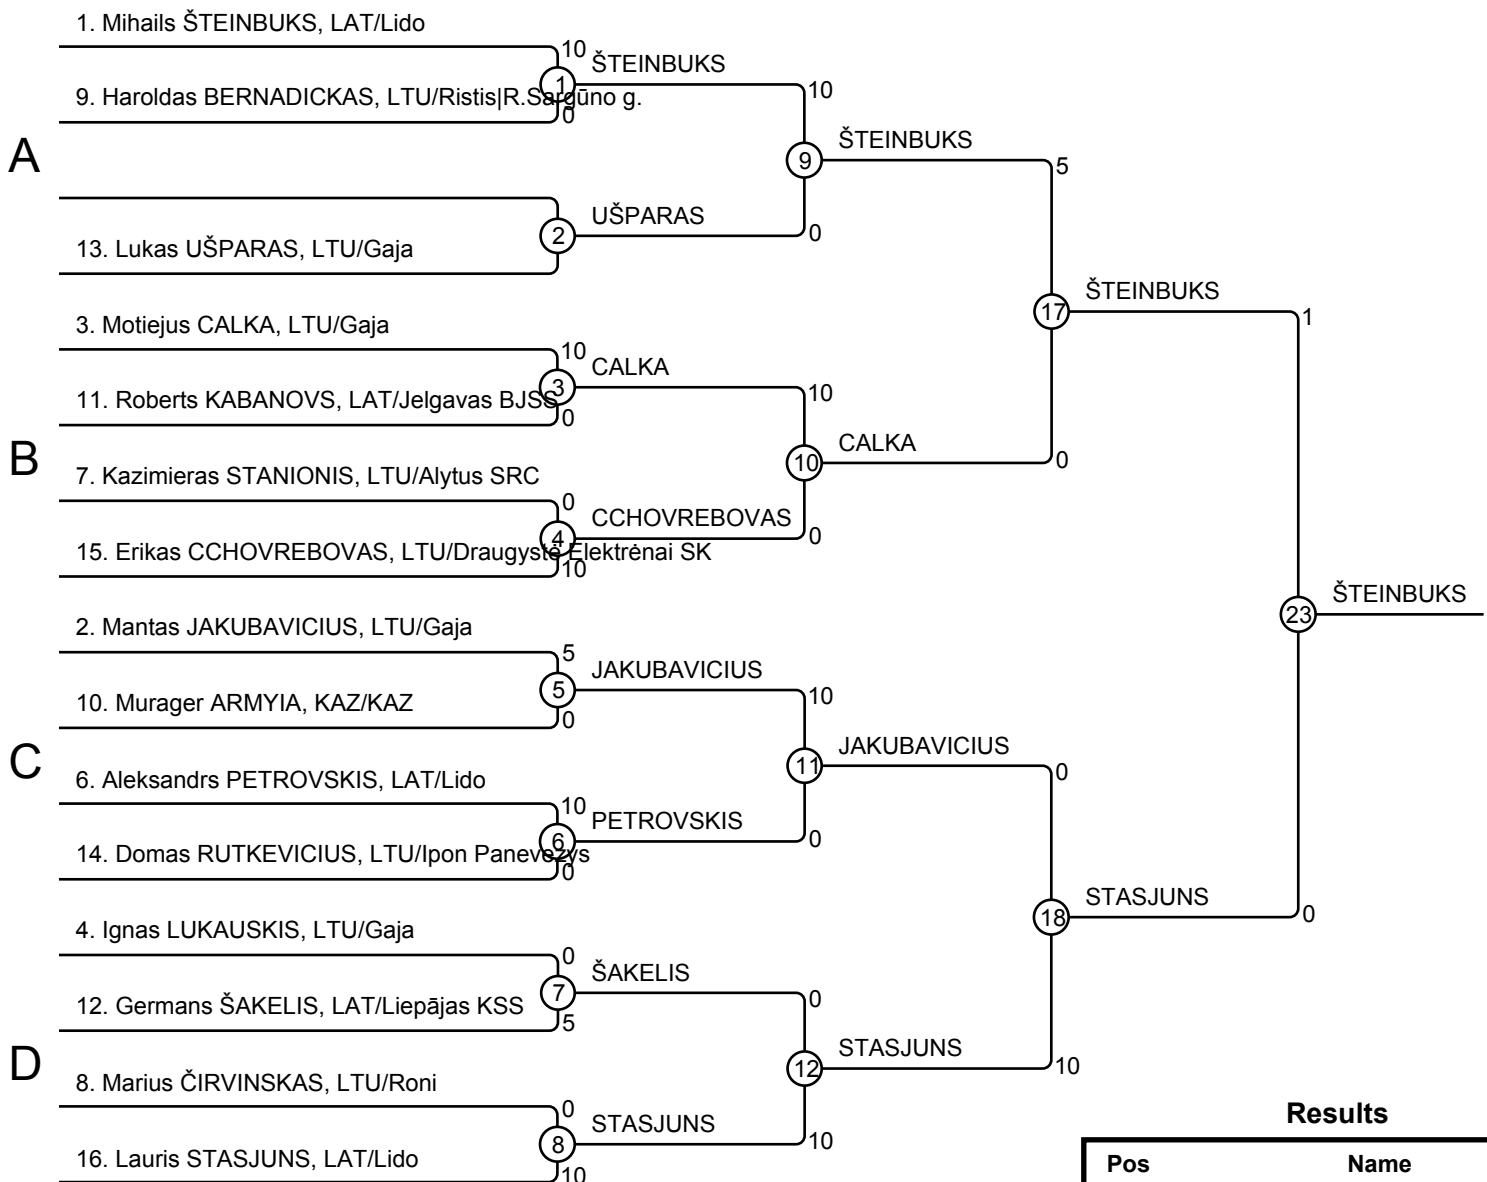 1. Mihails ŠTEINBUKS, LAT/Lido
10
ŠTEINBUKS
1
10
9. Haroldas BERNADICKAS, LTU/Ristis|R.Sargūno g.
0
ŠTEINBUKS
A
9
5
UŠPARAS
2
0
13. Lukas UŠPARAS, LTU/Gaja
ŠTEINBUKS
17
1
3. Motiejus CALKA, LTU/Gaja
10
CALKA
3
10
11. Roberts KABANOVS, LAT/Jelgavas BJSS
0
CALKA
B
10
0
7. Kazimieras STANIONIS, LTU/Alytus SRC
0
CCHOVREBOVAS
4
0
15. Erikas CCHOVREBOVAS, LTU/Draugystė Elektrėnai SK
10
ŠTEINBUKS
23
2. Mantas JAKUBAVICIUS, LTU/Gaja
5
JAKUBAVICIUS
5
10
10. Murager ARMYIA, KAZ/KAZ
0
JAKUBAVICIUS
C
11
0
6. Aleksandrs PETROVSKIS, LAT/Lido
10
PETROVSKIS
6
0
14. Domas RUTKEVICIUS, LTU/Ipon Panevežys
0
STASJUNS
18
0
4. Ignas LUKAUSKIS, LTU/Gaja
0
ŠAKELIS
7
0
12. Germans ŠAKELIS, LAT/Liepājas KSS
5
STASJUNS
D
12
10
8. Marius ČIRVINSKAS, LTU/Roni
0
STASJUNS
8
10
16. Lauris STASJUNS, LAT/Lido
10
Results
Pos Name